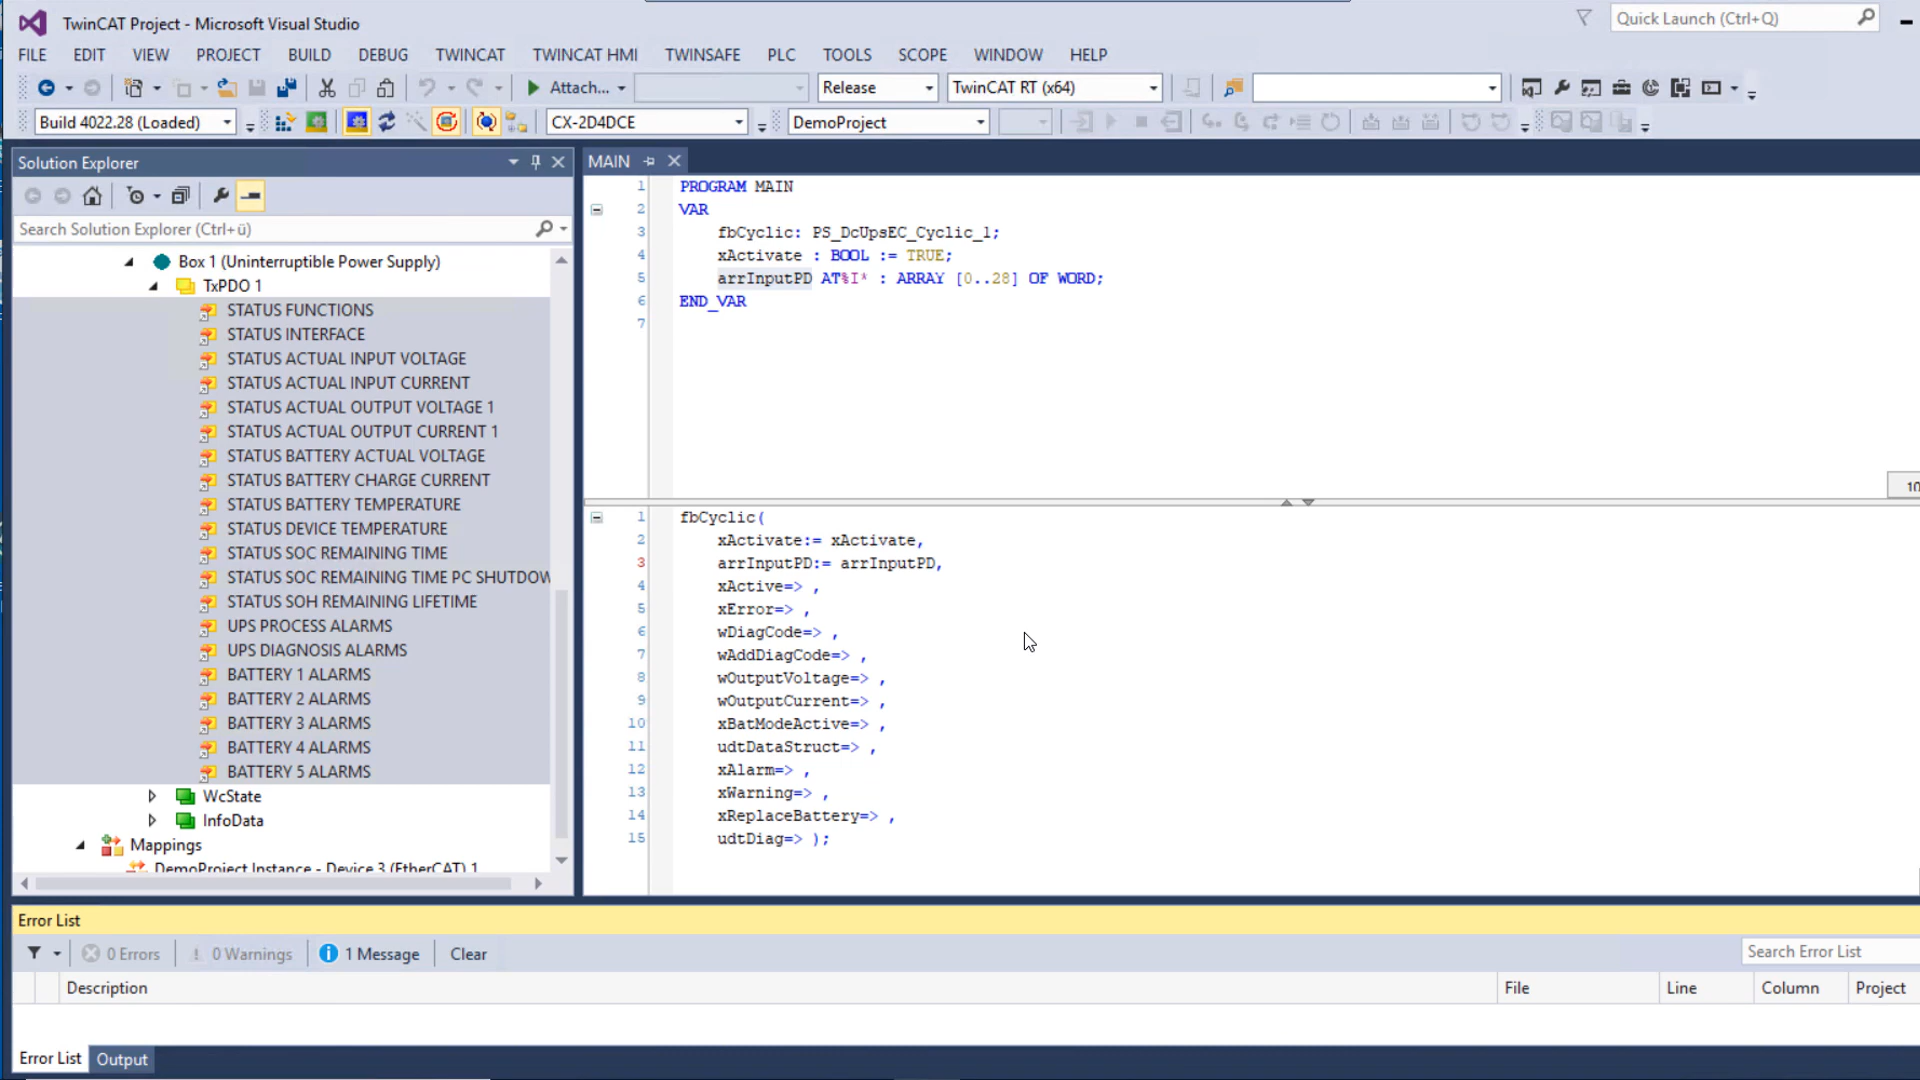 TwinCAT Project - Microsoft Visual Studio
Quick Launch (Ctrl+Q)
FILE EDIT VIEW PROJECT BUILD DEBUG TWINCAT TWINCAT HMI TWINSAFE PLC TOOLS SCOPE WINDOW HELP
Attach... Release TwinCAT RT (x64)
Build 4022.28 (Loaded) CX-2D4DCE DemoProject
Solution Explorer
Search Solution Explorer (Ctrl+ü)
Box 1 (Uninterruptible Power Supply)
TxPDO 1
STATUS FUNCTIONS
STATUS INTERFACE
STATUS ACTUAL INPUT VOLTAGE
STATUS ACTUAL INPUT CURRENT
STATUS ACTUAL OUTPUT VOLTAGE 1
STATUS ACTUAL OUTPUT CURRENT 1
STATUS BATTERY ACTUAL VOLTAGE
STATUS BATTERY CHARGE CURRENT
STATUS BATTERY TEMPERATURE
STATUS DEVICE TEMPERATURE
STATUS SOC REMAINING TIME
STATUS SOC REMAINING TIME PC SHUTDOW
STATUS SOH REMAINING LIFETIME
UPS PROCESS ALARMS
UPS DIAGNOSIS ALARMS
BATTERY 1 ALARMS
BATTERY 2 ALARMS
BATTERY 3 ALARMS
BATTERY 4 ALARMS
BATTERY 5 ALARMS
WcState
InfoData
Mappings
DemoProject Instance - Device 3 (EtherCAT) 1
MAIN
1 PROGRAM MAIN
2 VAR
3 fbCyclic: PS_DcUpsEC_Cyclic_1;
4 xActivate : BOOL := TRUE;
5 arrInputPD AT%I* : ARRAY [0..28] OF WORD;
6 END_VAR
7
10
1 fbCyclic(
2 xActivate:= xActivate,
3 arrInputPD:= arrInputPD,
4 xActive=> ,
5 xError=> ,
6 wDiagCode=> ,
7 wAddDiagCode=> ,
8 wOutputVoltage=> ,
9 wOutputCurrent=> ,
10 xBatModeActive=> ,
11 udtDataStruct=> ,
12 xAlarm=> ,
13 xWarning=> ,
14 xReplaceBattery=> ,
15 udtDiag=> );
Error List
0 Errors 0 Warnings 1 Message Clear
Search Error List
Description File Line Column Project
Error List Output